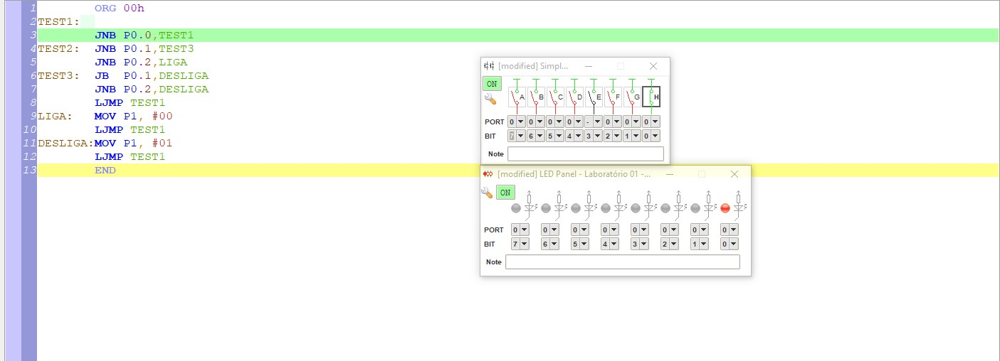 1 ORG 00h
2 TEST1:
3 JNB P0.0,TEST1
4 TEST2: JNB P0.1,TEST3
5 JNB P0.2,LIGA
6 TEST3: JB P0.1,DESLIGA
7 JNB P0.2,DESLIGA
8 LJMP TEST1
9 LIGA: MOV P1, #00
10 LJMP TEST1
11 DESLIGA:MOV P1, #01
12 LJMP TEST1
13 END
[modified] Simpl...
ON
A B C D E F G H
PORT 0 0 0 0 - 0 0 0
BIT 7 6 5 4 3 2 1 0
Note
[modified] LED Panel - Laboratório 01 -...
ON
PORT 0 0 0 0 0 0 0 0
BIT 7 6 5 4 3 2 1 0
Note